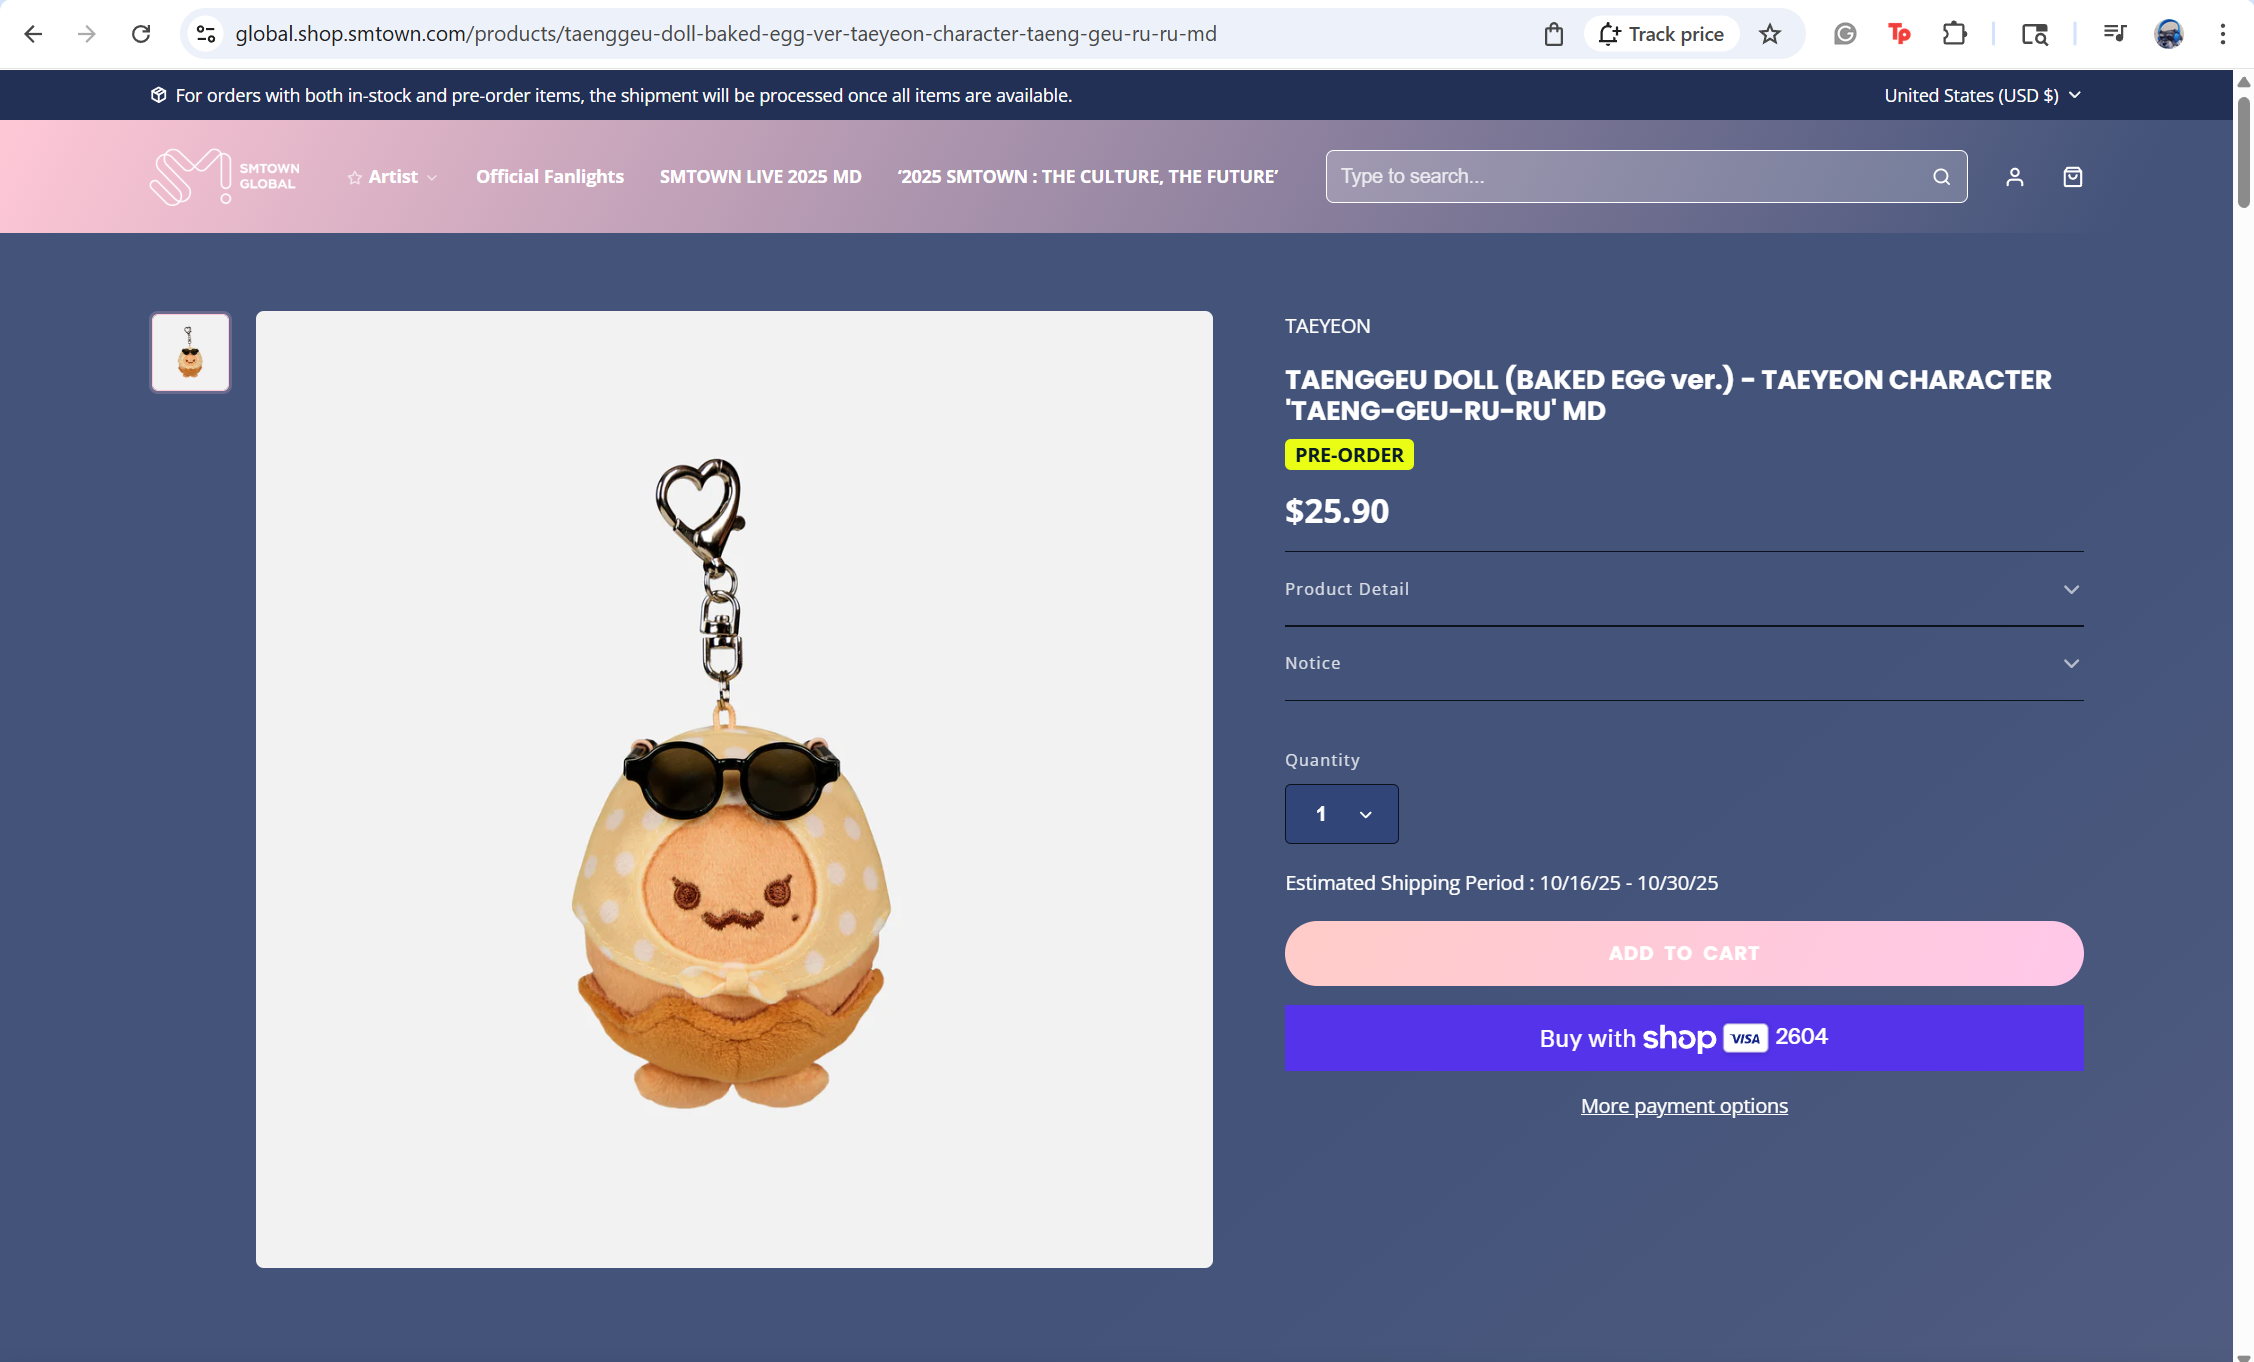 global.shop.smtown.com/products/taenggeu-doll-baked-egg-ver-taeyeon-character-taeng-geu-ru-ru-md
Track price
For orders with both in-stock and pre-order items, the shipment will be processed once all items are available.
United States (USD $)
SMTOWN
GLOBAL
Artist
Official Fanlights
SMTOWN LIVE 2025 MD
‘2025 SMTOWN : THE CULTURE, THE FUTURE’
Type to search...
TAEYEON
TAENGGEU DOLL (BAKED EGG ver.) - TAEYEON CHARACTER
'TAENG-GEU-RU-RU' MD
PRE-ORDER
$25.90
Product Detail
Notice
Quantity
1
Estimated Shipping Period : 10/16/25 - 10/30/25
ADD TO CART
Buy with shop VISA 2604
More payment options